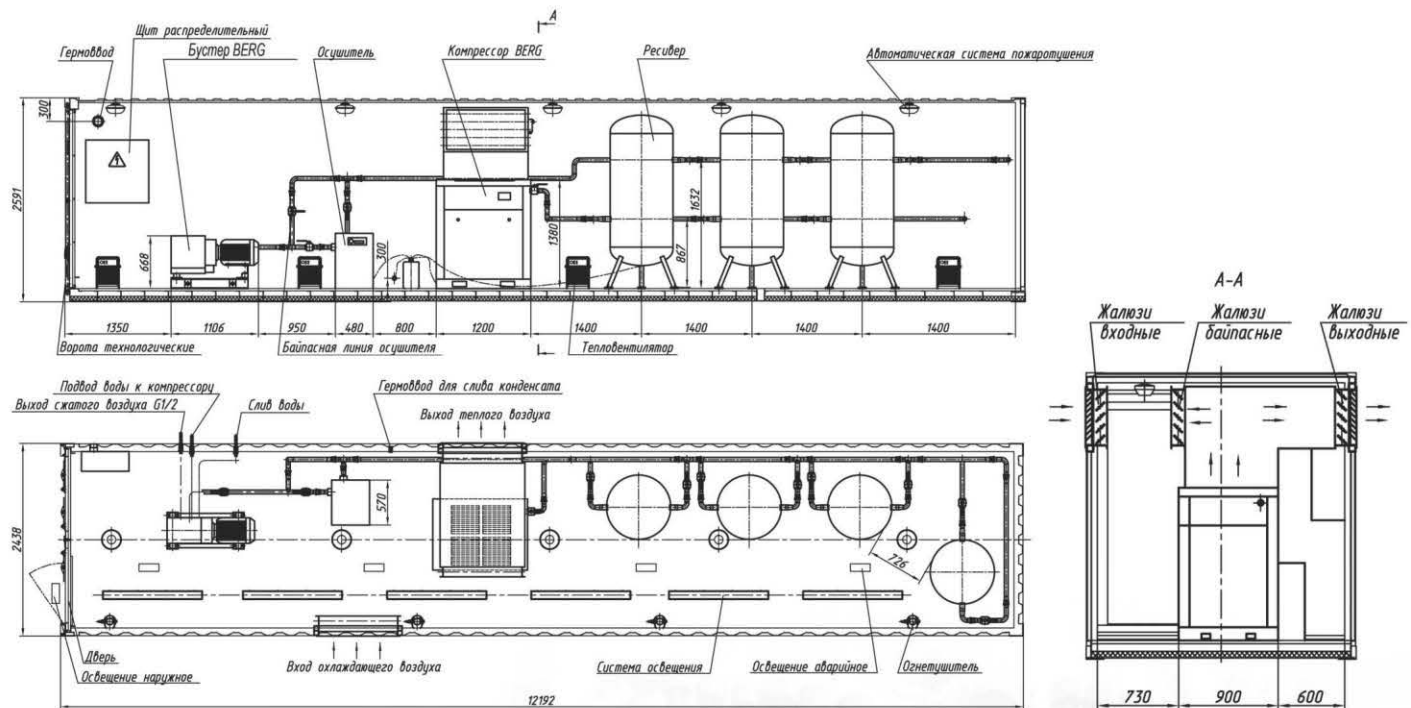 Щит распределительный
А
Гермоввод
Бустер BERG
Осушитель
Компрессор BERG
Ресивер
Автоматическая система пожаротушения
300
2591
668
300
1380
867
1632
1350
1106
950
480
800
1200
1400
1400
1400
1400
Ворота технологические
Байпасная линия осушителя
Тепловентилятор
А-А
Жалюзи
входные
Жалюзи
байпасные
Жалюзи
выходные
Подвод воды к компрессору
Выход сжатого воздуха G1/2
Слив воды
Гермоввод для слива конденсата
Выход теплого воздуха
570
2438
726
Дверь
Освещение наружное
Вход охлаждающего воздуха
Система освещения
Освещение аварийное
Огнетушитель
12192
730
900
600